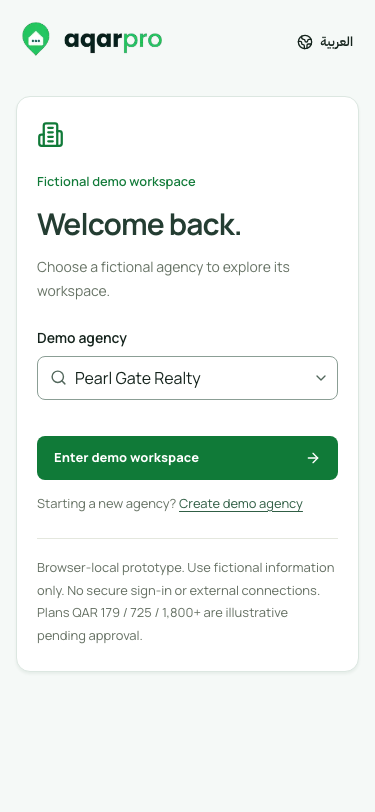 aqarpro
العربية
Fictional demo workspace
Welcome back.
Choose a fictional agency to explore its
workspace.
Demo agency
Pearl Gate Realty
Enter demo workspace
Starting a new agency? Create demo agency
Browser-local prototype. Use fictional information
only. No secure sign-in or external connections.
Plans QAR 179 / 725 / 1,800+ are illustrative
pending approval.